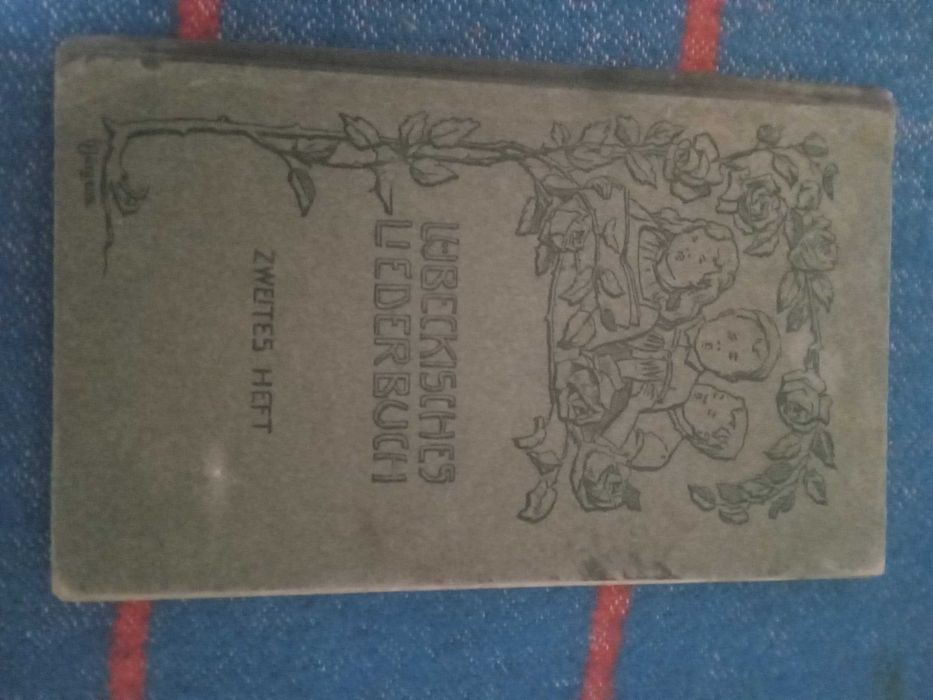 LÜBECKISCHES
LIEDERBUCH
ZWEITES HEFT